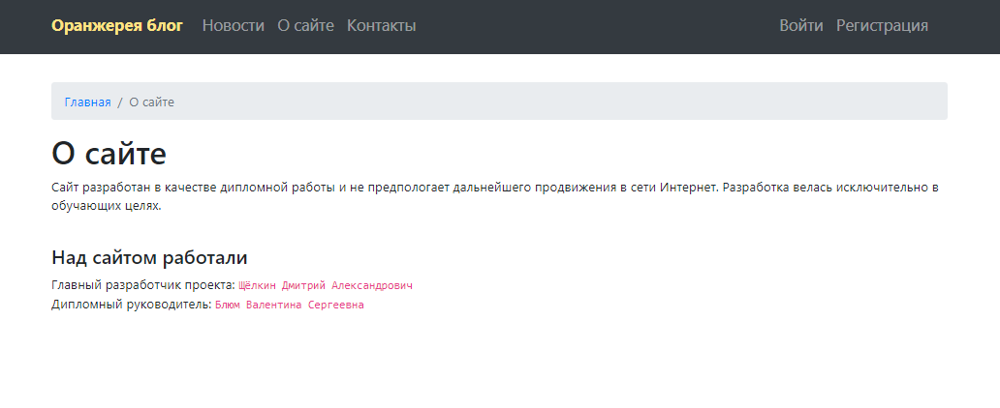 Оранжерея блог Новости О сайте Контакты Войти Регистрация
Главная / О сайте
О сайте
Сайт разработан в качестве дипломной работы и не предпологает дальнейшего продвижения в сети Интернет. Разработка велась исключительно в
обучающих целях.
Над сайтом работали
Главный разработчик проекта: Щёлкин Дмитрий Александрович
Дипломный руководитель: Блюм Валентина Сергеевна